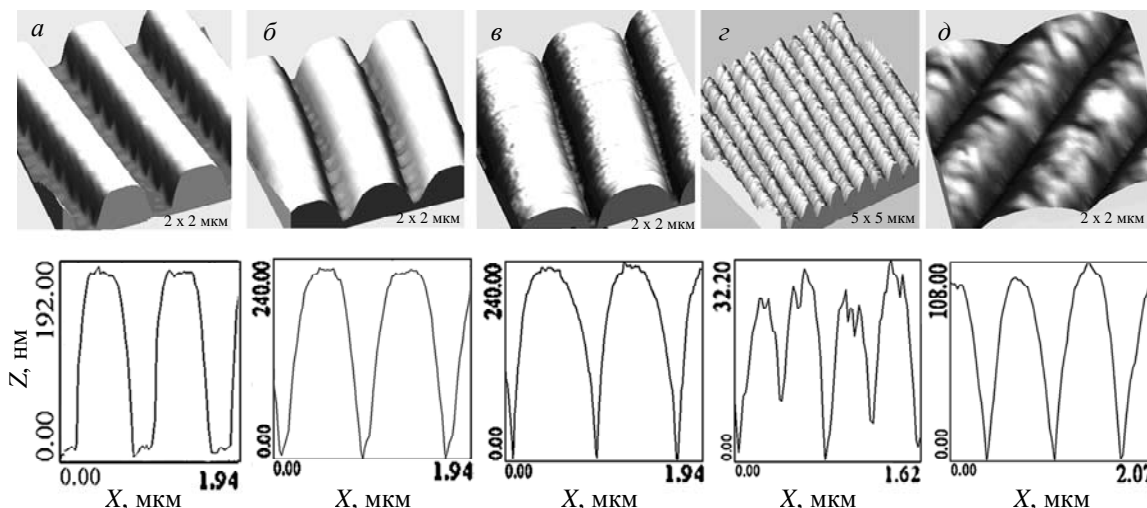 а б в г д
2 x 2 мкм 2 x 2 мкм 2 x 2 мкм 5 x 5 мкм 2 x 2 мкм
Z, нм
192.00 240.00 240.00 32.20 108.00
0.00 0.00 0.00 0.00 0.00
0.00 1.94 0.00 1.94 0.00 1.94 0.00 1.62 0.00 2.02
X, мкм X, мкм X, мкм X, мкм X, мкм